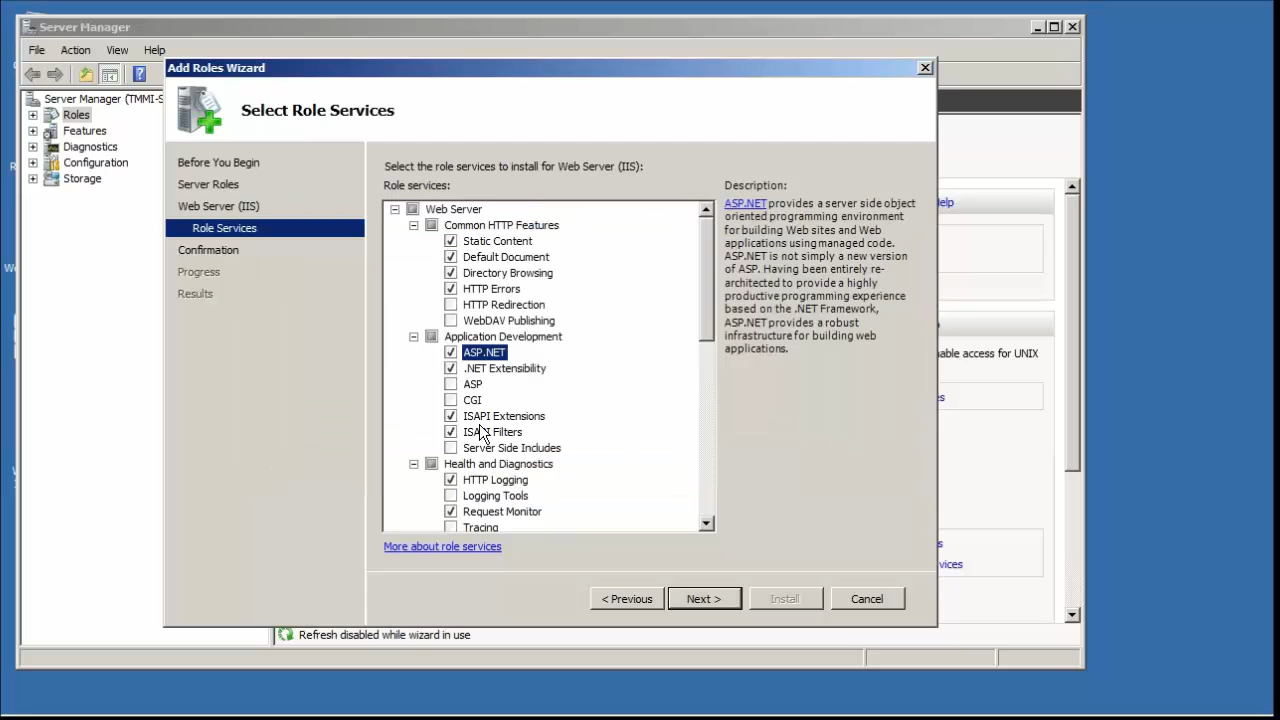 Server Manager
File Action View Help
Server Manager (TMMI-S
Roles
Features
Diagnostics
Configuration
Storage
Add Roles Wizard
Select Role Services
Before You Begin
Server Roles
Web Server (IIS)
Role Services
Confirmation
Progress
Results
Select the role services to install for Web Server (IIS):
Role services:
Web Server
Common HTTP Features
Static Content
Default Document
Directory Browsing
HTTP Errors
HTTP Redirection
WebDAV Publishing
Application Development
ASP.NET
.NET Extensibility
ASP
CGI
ISAPI Extensions
ISAPI Filters
Server Side Includes
Health and Diagnostics
HTTP Logging
Logging Tools
Request Monitor
Tracing
More about role services
Description:
ASP.NET provides a server side object
oriented programming environment
for building Web sites and Web
applications using managed code.
ASP.NET is not simply a new version
of ASP. Having been entirely re-
architected to provide a highly
productive programming experience
based on the .NET Framework,
ASP.NET provides a robust
infrastructure for building web
applications.
< Previous
Next >
Install
Cancel
elp
nable access for UNIX
es
s
vices
Refresh disabled while wizard in use